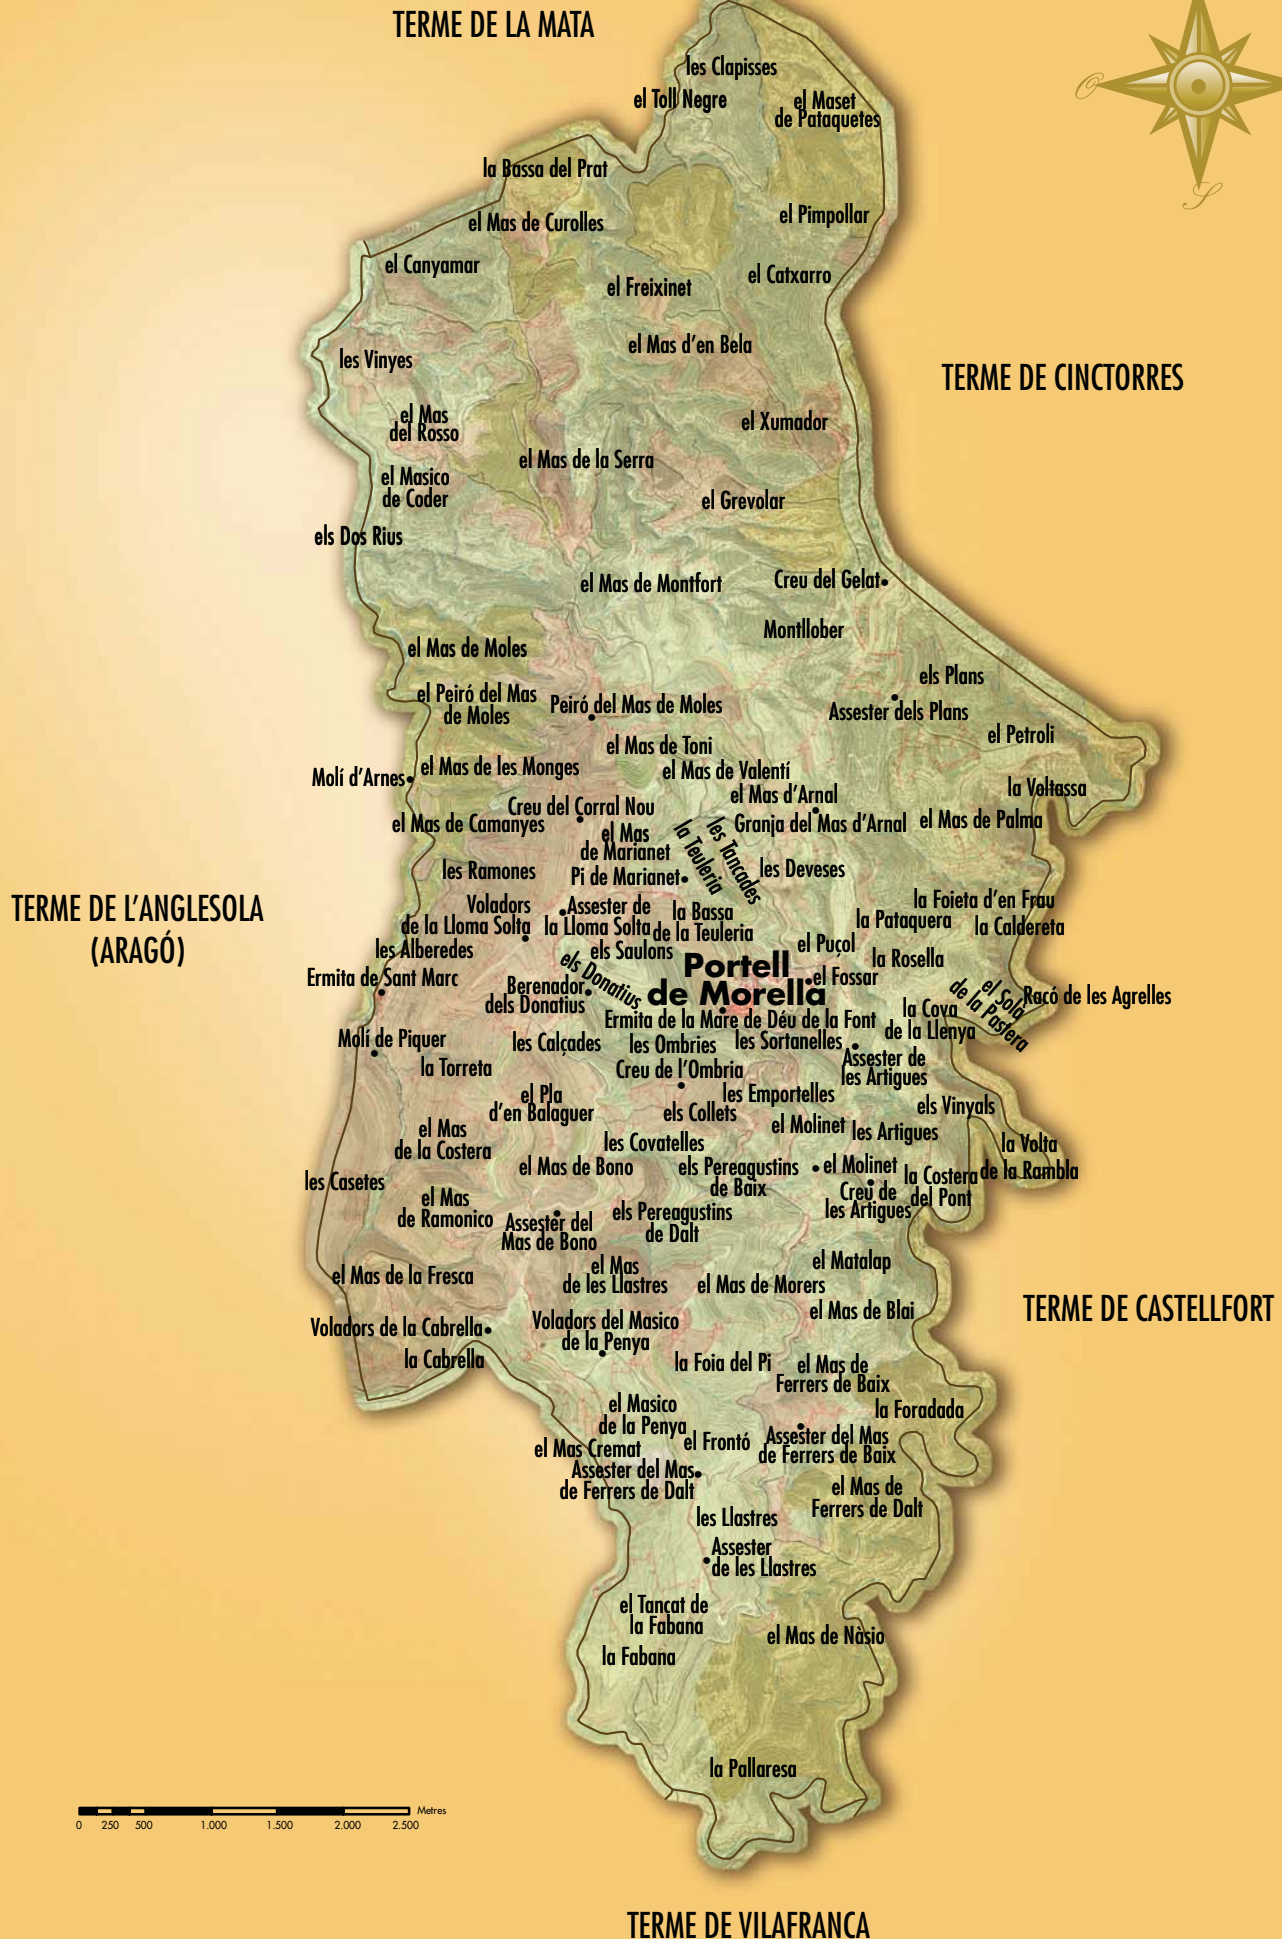 TERME DE LA MATA
les Clapisses
el Toll Negre
el Maset
de Pataquetes
O
S
la Bassa del Prat
el Pimpollar
el Mas de Curolles
el Canyamar
el Catxarro
el Freixinet
el Mas d'en Bela
les Vinyes
TERME DE CINCTORRES
el Mas
del Rosso
el Xumador
el Mas de la Serra
el Masico
de Coder
el Grevolar
els Dos Rius
el Mas de Montfort
Creu del Gelat
Montllober
el Mas de Moles
els Plans
el Peiró del Mas
de Moles
Peiró del Mas de Moles
Assester dels Plans
el Petroli
el Mas de Toni
Molí d'Arnes
el Mas de les Monges
el Mas de Valentí
la Voltassa
el Mas d'Arnal
Creu del Corral Nou
el Mas de Camanyes
Granja del Mas d'Arnal
el Mas de Palma
el Mas
de Marianet
la Teuleria
les Tancades
les Ramones
Pi de Marianet
les Deveses
TERME DE L'ANGLESOLA
(ARAGÓ)
Voladors
de la Lloma Solta
Assester de
la Lloma Solta
la Bassa
de la Teuleria
la Foieta d'en Frau
la Pataquera
la Caldereta
les Alberedes
els Saulons
el Puçol
la Rosella
Ermita de Sant Marc
els Donatius
Portell
de Morella
el Fossar
Berenador
dels Donatius
el Solà
de la Pastera
Racó de les Agrelles
la Cova
de la Llenya
Ermita de la Mare de Déu de la Font
Molí de Piquer
les Calçades
les Ombries
les Sortanelles
la Torreta
Creu de l'Ombria
Assester de
les Artigues
el Pla
d'en Balaguer
les Emportelles
els Collets
els Vinyals
el Mas
de la Costera
el Molinet
les Artigues
les Covatelles
la Volta
de la Rambla
el Mas de Bono
els Pereagustins
de Baix
el Molinet
la Costera
del Pont
les Casetes
Creu de
les Artigues
el Mas
de Ramonico
Assester del
Mas de Bono
els Pereagustins
de Dalt
el Matalap
el Mas de la Fresca
el Mas
de les Llastres
el Mas de Morers
el Mas de Blai
TERME DE CASTELLFORT
Voladors de la Cabrella
Voladors del Masico
de la Penya
la Cabrella
la Foia del Pi
el Mas de
Ferrers de Baix
el Masico
de la Penya
la Foradada
el Mas Cremat
el Frontó
Assester del Mas
de Ferrers de Baix
Assester del Mas
de Ferrers de Dalt
el Mas de
Ferrers de Dalt
les Llastres
Assester
de les Llastres
el Tancat de
la Fabana
el Mas de Nàsio
la Fabana
la Pallaresa
Metres
0 250 500 1.000 1.500 2.000 2.500
TERME DE VILAFRANCA